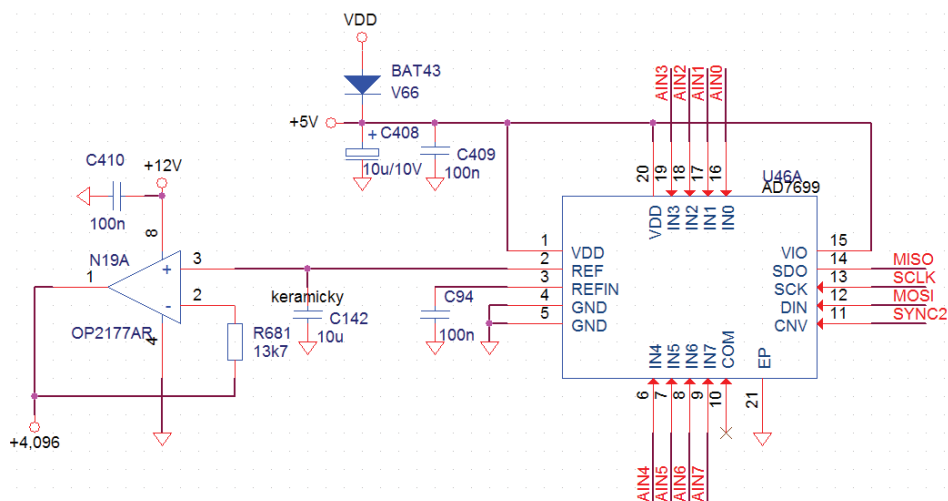 VDD
BAT43
V66
+5V
+
C408
10u/10V
C409
100n
C410
100n
+12V
8
N19A
1
+
3
-
2
OP2177AR
4
R681
13k7
+4,096
keramicky
C142
10u
C94
100n
AIN3
AIN2
AIN1
AIN0
20
19
18
17
16
U46A
AD7699
VDD
IN3
IN2
IN1
IN0
1
VDD
2
REF
3
REFIN
4
GND
5
GND
VIO
15
SDO
14
MISO
SCK
13
SCLK
DIN
12
MOSI
CNV
11
SYNC2
IN4
IN5
IN6
IN7
COM
EP
6
7
8
9
10
21
AIN4
AIN5
AIN6
AIN7